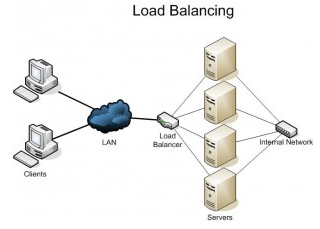 Load Balancing
LAN
Load
Balancer
Internal Network
Clients
Servers